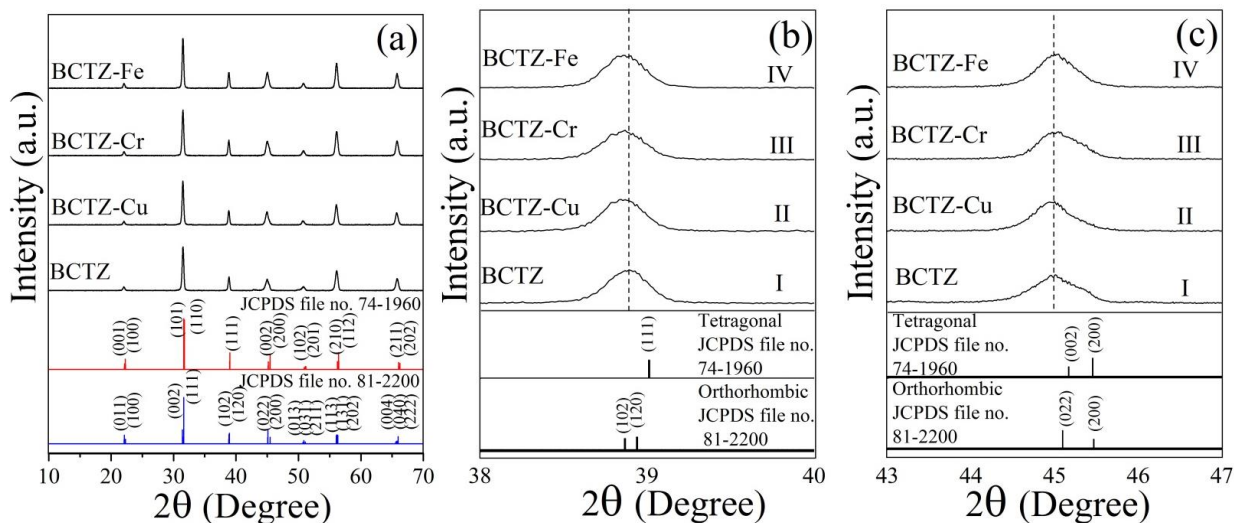 (a)
BCTZ-Fe
BCTZ-Cr
BCTZ-Cu
BCTZ
JCPDS file no. 74-1960
(001)
(100)
(101)
(110)
(111)
(002)
(200)
(102)
(201)
(210)
(112)
(211)
(202)
JCPDS file no. 81-2200
(011)
(100)
(002)
(111)
(102)
(120)
(022)
(200)
(013)
(031)
(211)
(113)
(131)
(202)
(004)
(040)
(222)
10 20 30 40 50 60 70
2θ (Degree)
Intensity (a.u.)
(b)
BCTZ-Fe IV
BCTZ-Cr III
BCTZ-Cu II
BCTZ I
(111)
Tetragonal
JCPDS file no.
74-1960
(102)
(120)
Orthorhombic
JCPDS file no.
81-2200
38 39 40
2θ (Degree)
Intensity (a.u.)
(c)
BCTZ-Fe IV
BCTZ-Cr III
BCTZ-Cu II
BCTZ I
Tetragonal
JCPDS file no.
74-1960
(002)
(200)
Orthorhombic
JCPDS file no.
81-2200
(022)
(200)
43 44 45 46 47
2θ (Degree)
Intensity (a.u.)